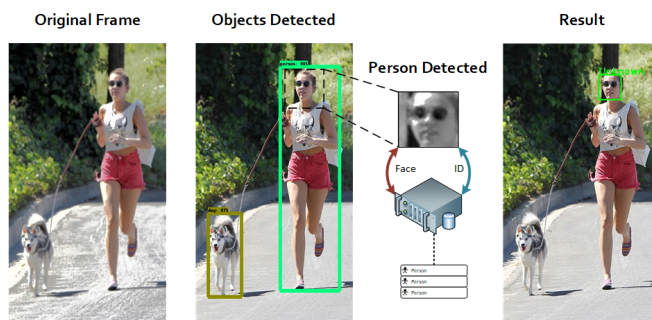 Original Frame
Objects Detected
Result
Person Detected
Face
ID
Person
Person
Person
Unknown